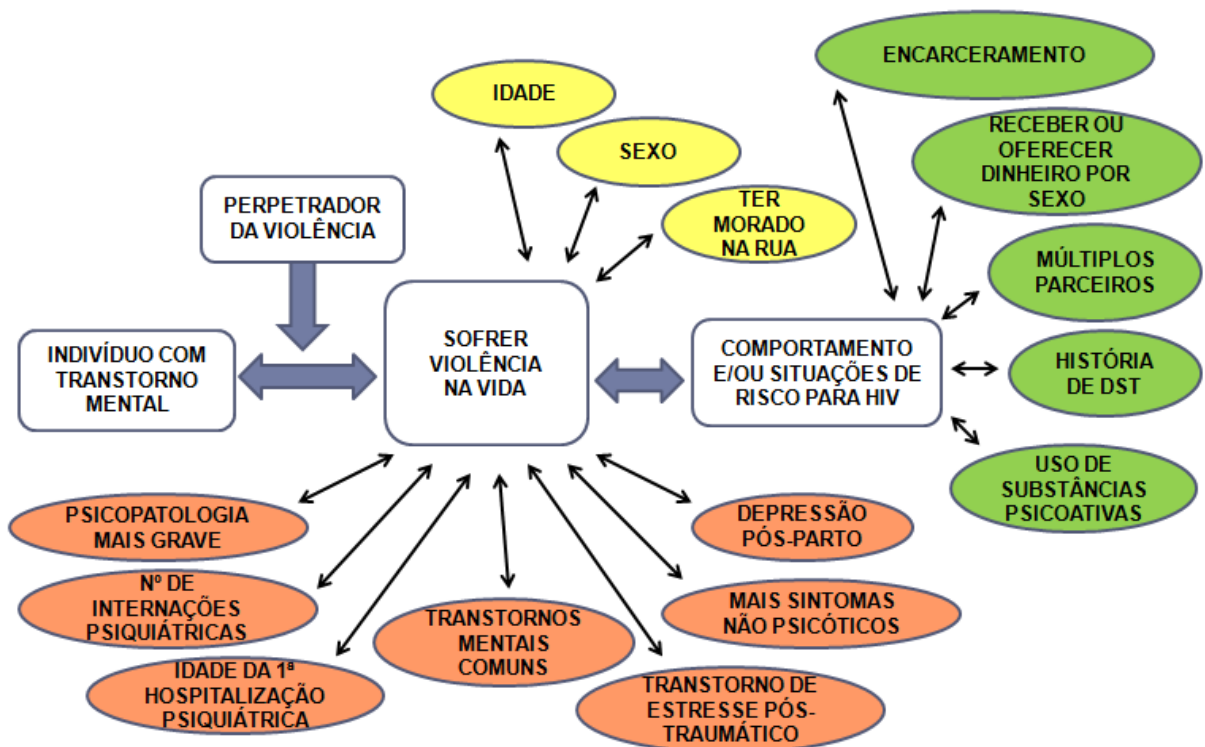 ENCARCERAMENTO
IDADE
RECEBER OU
OFERECER
DINHEIRO POR
SEXO
SEXO
TER
MORADO
NA RUA
PERPETRADOR
DA VIOLÊNCIA
MÚLTIPLOS
PARCEIROS
INDIVÍDUO COM
TRANSTORNO
MENTAL
SOFRER
VIOLÊNCIA
NA VIDA
COMPORTAMENTO
E/OU SITUAÇÕES DE
RISCO PARA HIV
HISTÓRIA
DE DST
USO DE
SUBSTÂNCIAS
PSICOATIVAS
PSICOPATOLOGIA
MAIS GRAVE
DEPRESSÃO
PÓS-PARTO
Nº DE
INTERNAÇÕES
PSIQUIÁTRICAS
TRANSTORNOS
MENTAIS
COMUNS
MAIS SINTOMAS
NÃO PSICÓTICOS
IDADE DA 1ª
HOSPITALIZAÇÃO
PSIQUIÁTRICA
TRANSTORNO DE
ESTRESSE PÓS-
TRAUMÁTICO